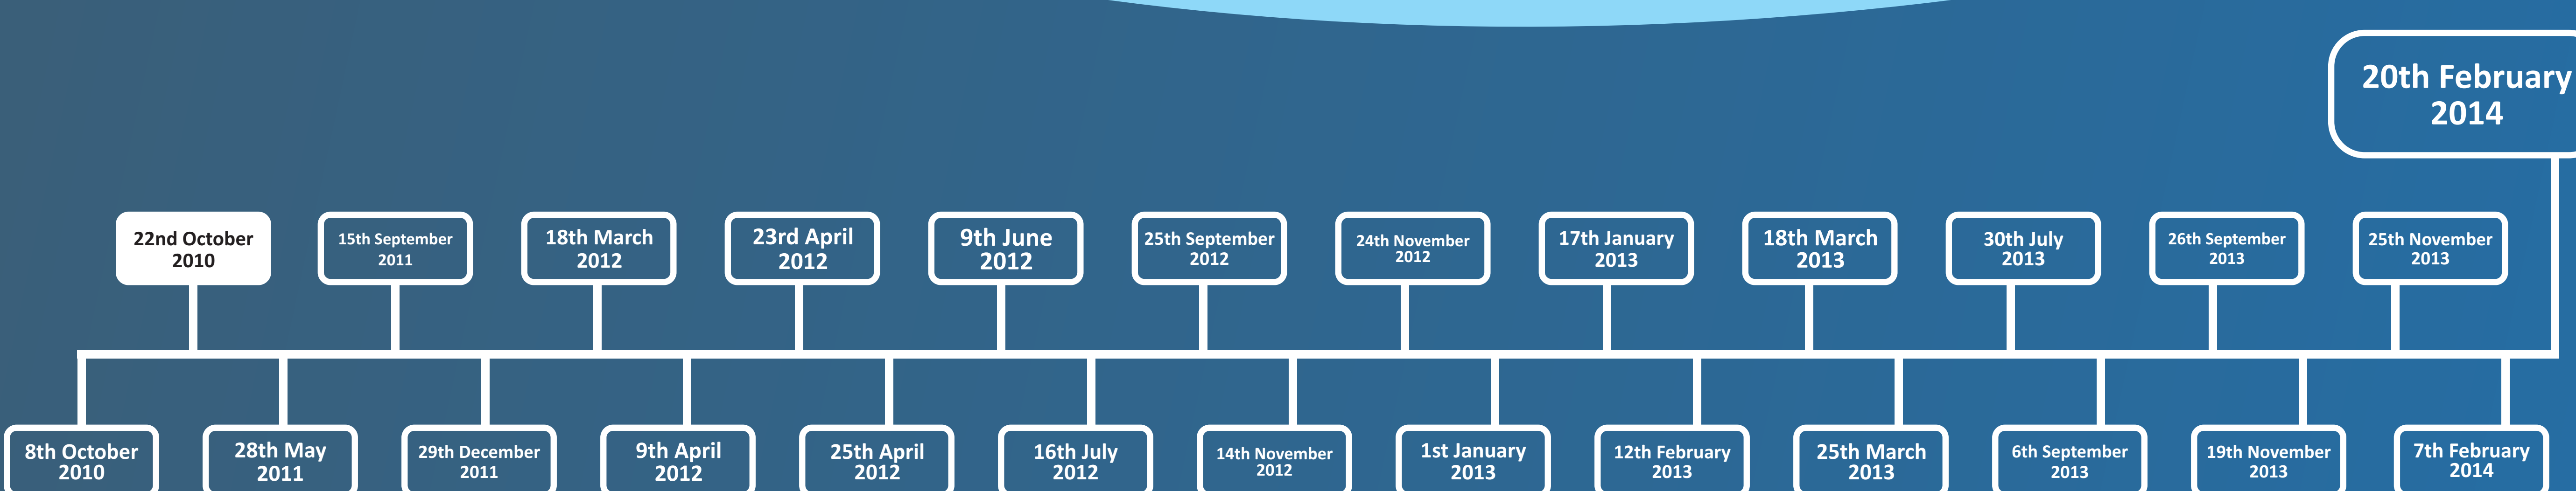 20th February
2014
22nd October
2010
15th September
2011
18th March
2012
23rd April
2012
9th June
2012
25th September
2012
24th November
2012
17th January
2013
18th March
2013
30th July
2013
26th September
2013
25th November
2013
8th October
2010
28th May
2011
29th December
2011
9th April
2012
25th April
2012
16th July
2012
14th November
2012
1st January
2013
12th February
2013
25th March
2013
6th September
2013
19th November
2013
7th February
2014